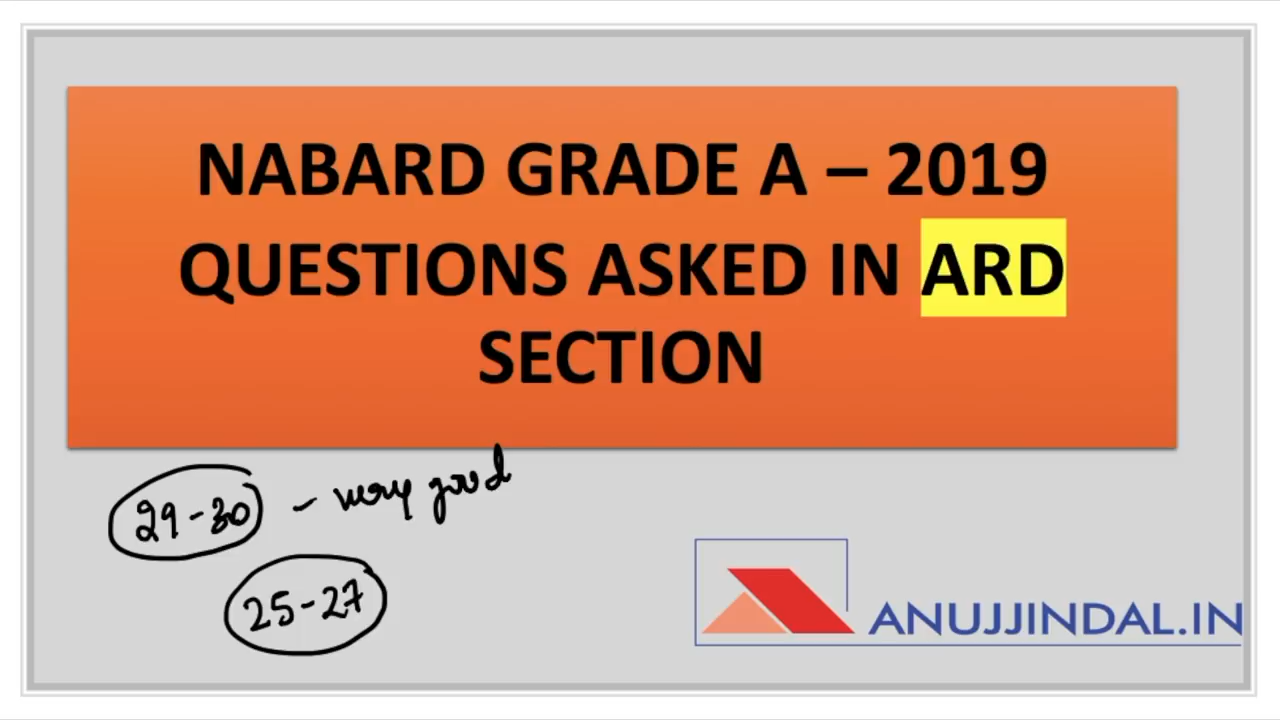 NABARD GRADE A – 2019
QUESTIONS ASKED IN ARD
SECTION
29-30 - very good
25-27
ANUJJINDAL.IN